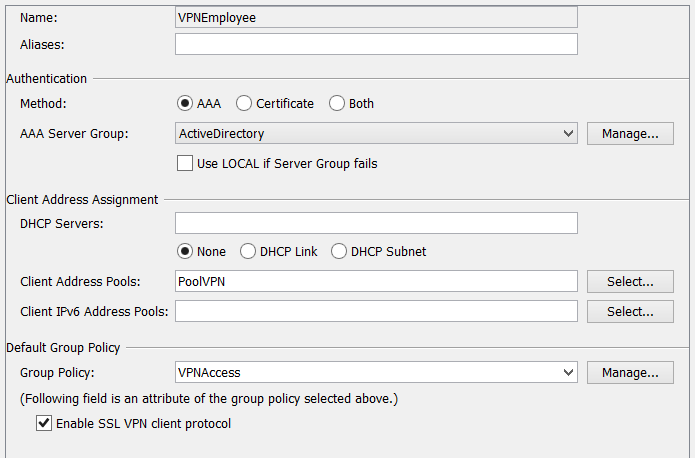 Name: VPNEmployee
Aliases:
Authentication
Method: AAA Certificate Both
AAA Server Group: ActiveDirectory Manage...
Use LOCAL if Server Group fails
Client Address Assignment
DHCP Servers:
None DHCP Link DHCP Subnet
Client Address Pools: PoolVPN Select...
Client IPv6 Address Pools: Select...
Default Group Policy
Group Policy: VPNAccess Manage...
(Following field is an attribute of the group policy selected above.)
Enable SSL VPN client protocol